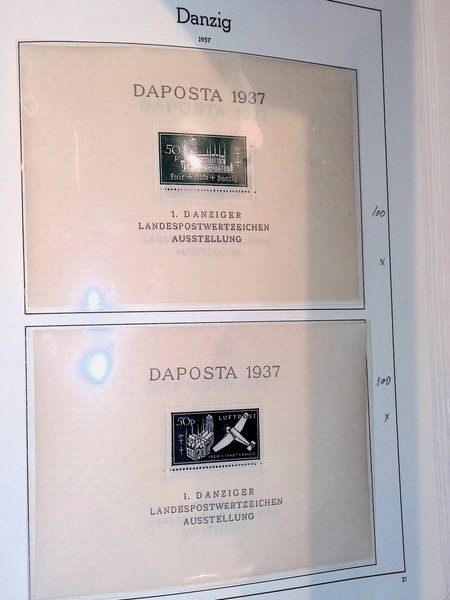 Danzig
1937
DAPOSTA 1937
50
p
Freie + Stadt + Danzig
1. DANZIGER
LANDESPOSTWERTZEICHEN
AUSSTELLUNG
100
x
DAPOSTA 1937
50p
LUFTPOST
FREIE + STADT + DANZIG
1. DANZIGER
LANDESPOSTWERTZEICHEN
AUSSTELLUNG
100
x
21